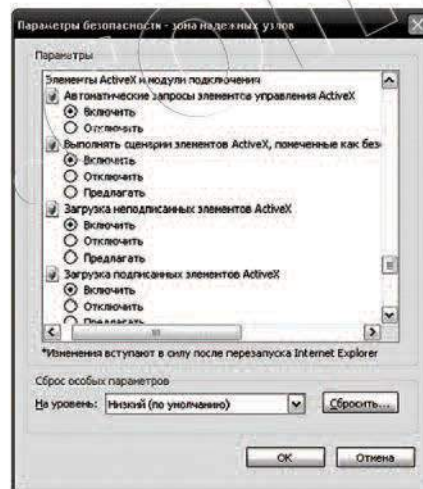 Параметры безопасности - зона надежных узлов
Параметры
Элементы ActiveX и модули подключения
Автоматические запросы элементов управления ActiveX
Включить
Отключить
Выполнять сценарии элементов ActiveX, помеченные как без
Включить
Отключить
Предлагать
Загрузка неподписанных элементов ActiveX
Включить
Отключить
Предлагать
Загрузка подписанных элементов ActiveX
Включить
Отключить
Предлагать
*Изменения вступают в силу после перезапуска Internet Explorer
Сброс особых параметров
На уровень: Низкий (по умолчанию) Сбросить...
ОК Отмена